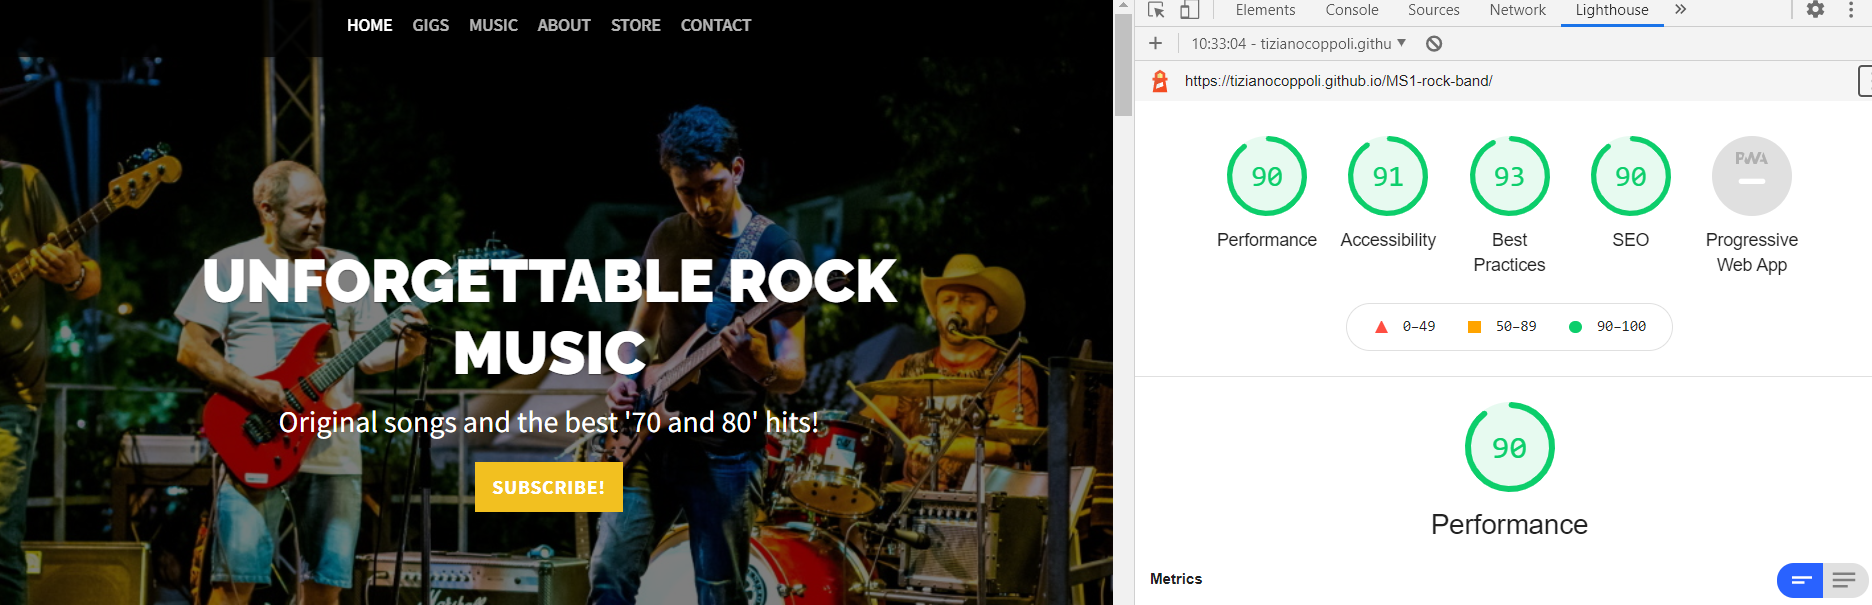 HOME GIGS MUSIC ABOUT STORE CONTACT
UNFORGETTABLE ROCK
MUSIC
Original songs and the best '70 and 80' hits!
SUBSCRIBE!
Marshall
Elements Console Sources Network Lighthouse
10:33:04 - tizianocoppoli.githu
https://tizianocoppoli.github.io/MS1-rock-band/
90 91 93 90 PWA
Performance Accessibility Best Practices SEO Progressive Web App
0–49 50–89 90–100
90
Performance
Metrics